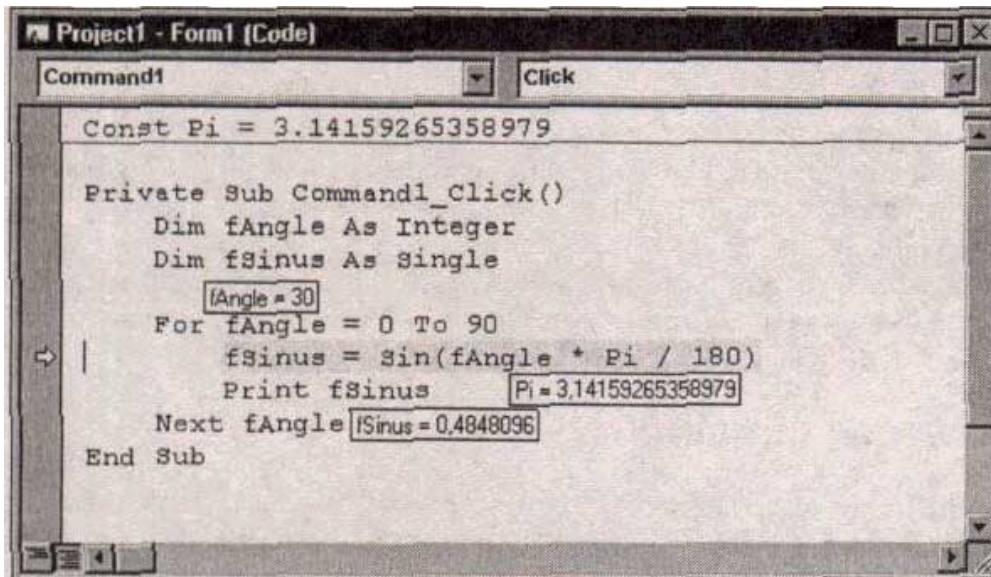 Project1 - Form1 (Code)
Command1 Click
Const Pi = 3.14159265358979
Private Sub Command1_Click()
Dim fAngle As Integer
Dim fSinus As Single
fAngle = 30
For fAngle = 0 To 90
fSinus = Sin(fAngle * Pi / 180)
Print fSinus Pi = 3,14159265358979
Next fAngle fSinus = 0,4848096
End Sub